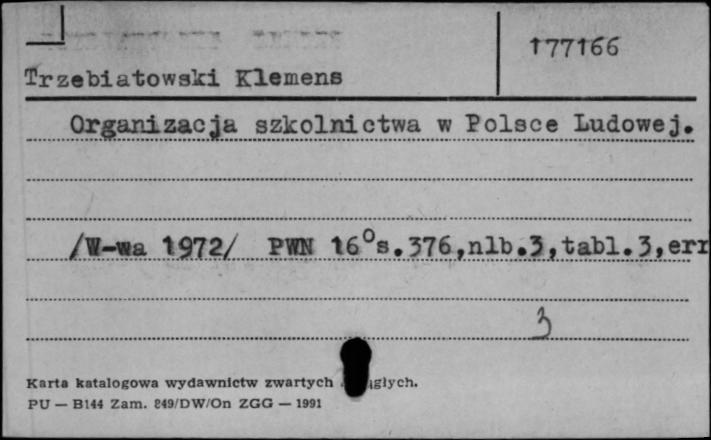 177166
Trzebiatowski Klemens
Organizacja szkolnictwa w Polsce Ludowej.
/W-wa 1972/ PWN 16°s.376,nlb.3,tabl.3,err
3
Karta katalogowa wydawnictw zwartych
PU — B144 Zam. 849/DW/On ZGG — 1991